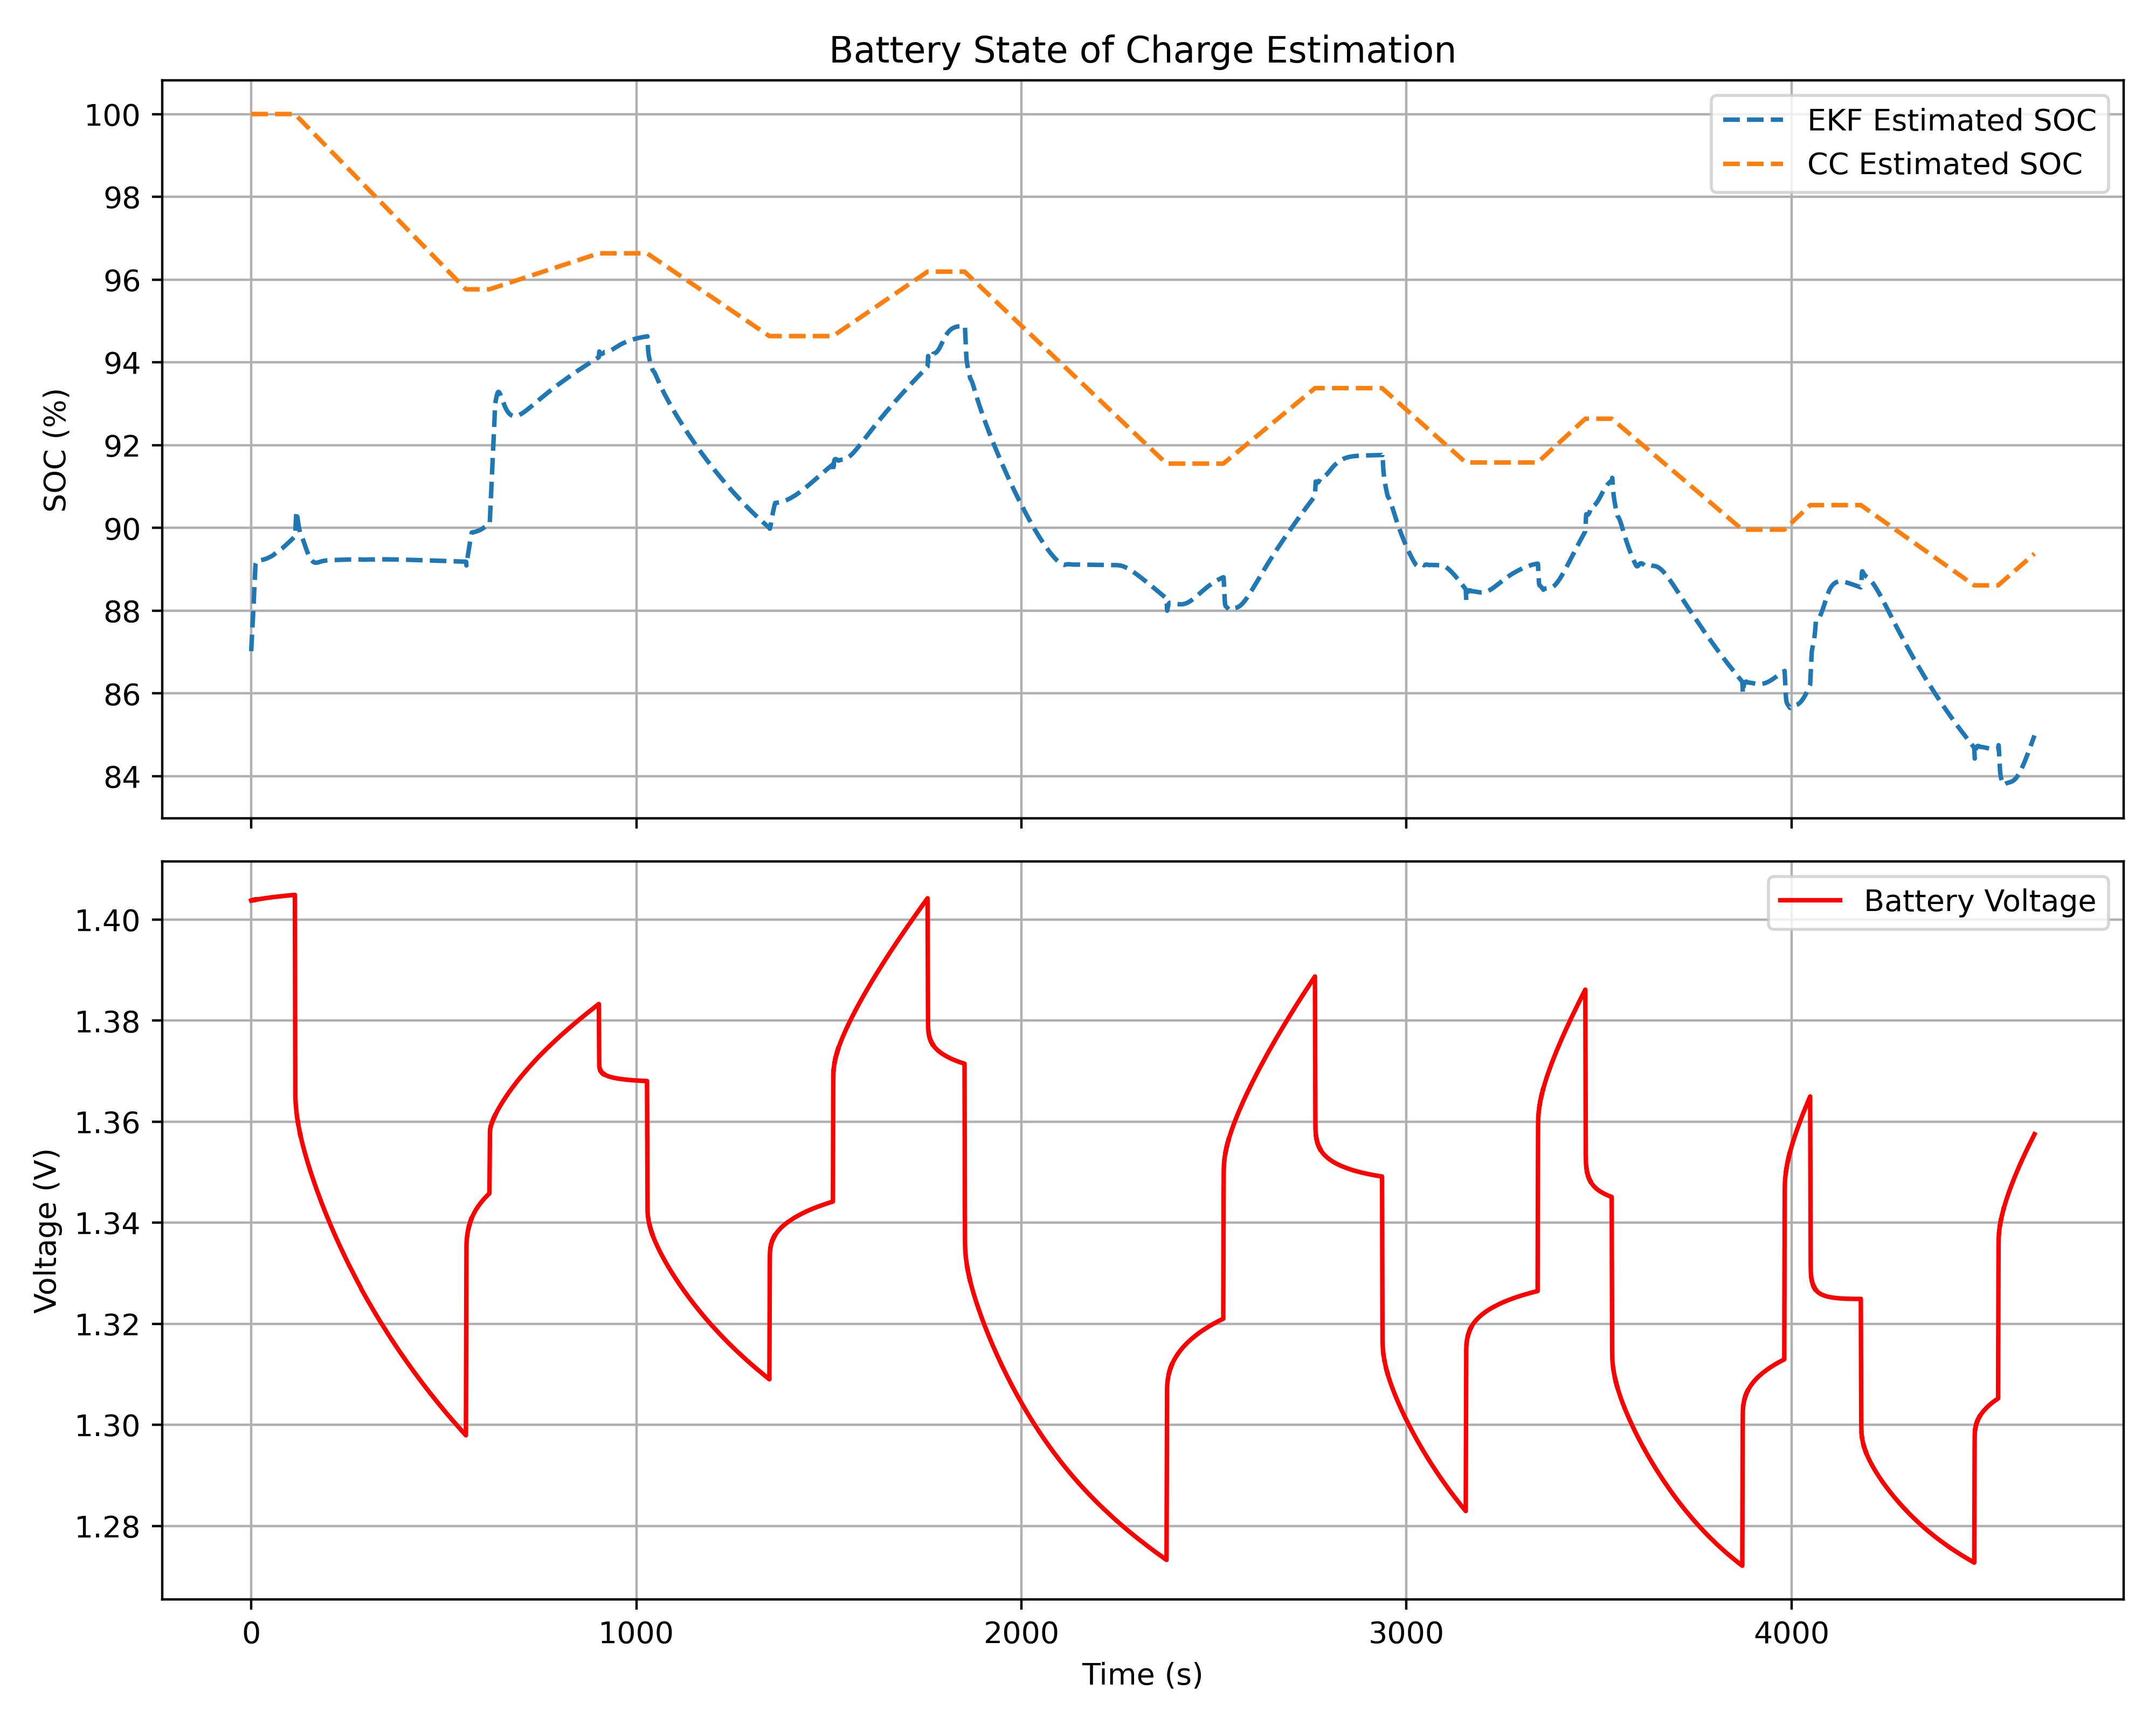 Battery State of Charge Estimation
EKF Estimated SOC
CC Estimated SOC
SOC (%)
100
98
96
94
92
90
88
86
84
Battery Voltage
Voltage (V)
1.40
1.38
1.36
1.34
1.32
1.30
1.28
0 1000 2000 3000 4000
Time (s)